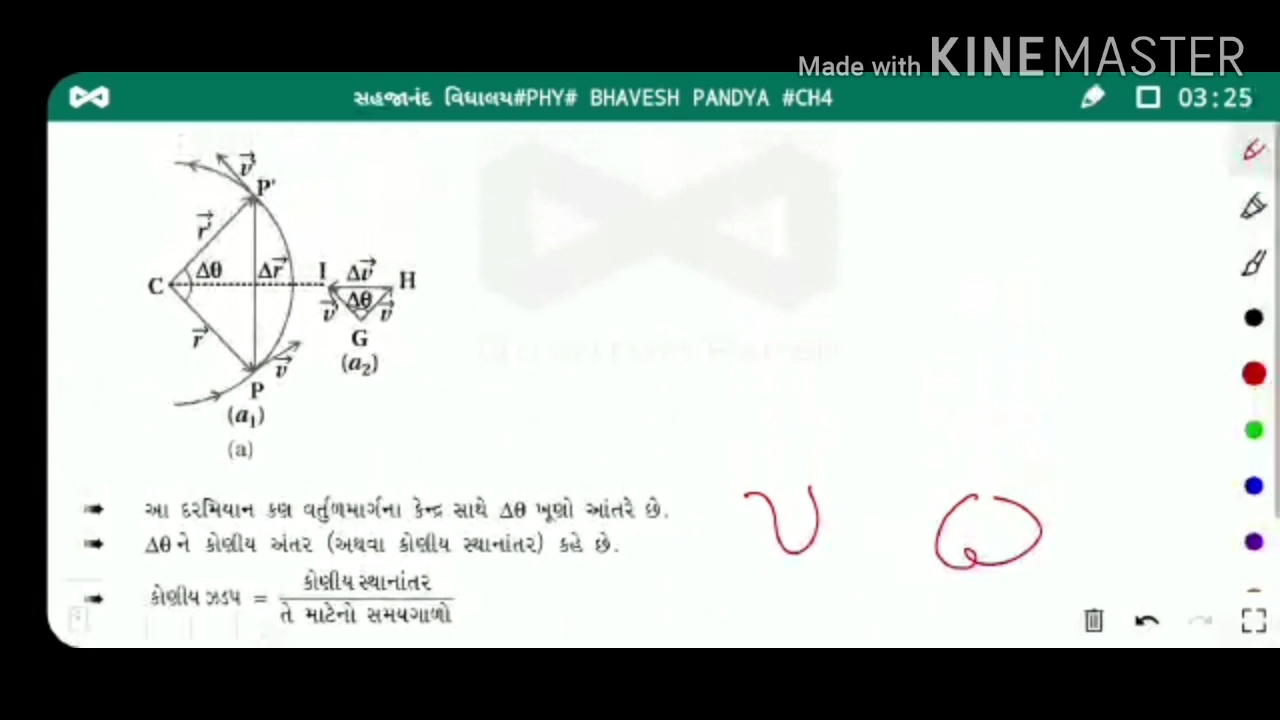 Made with KINEMASTER
સહજાનંદ વિદ્યાલય#PHY# BHAVESH PANDYA #CH4
03:25
v⃗'
P'
r⃗'
Δθ
Δr⃗
C
I
Δv⃗
H
Δθ
v⃗'
v⃗
G
(a₂)
r⃗
v⃗
P
(a₁)
(a)
આ દરમિયાન કણ વર્તુળમાર્ગના કેન્દ્ર સાથે Δθ ખૂણો આંતરે છે.
Δθ ને કોણીય અંતર (અથવા કોણીય સ્થાનાંતર) કહે છે.
કોણીય ઝડપ = કોણીય સ્થાનાંતર
તે માટેનો સમયગાળો